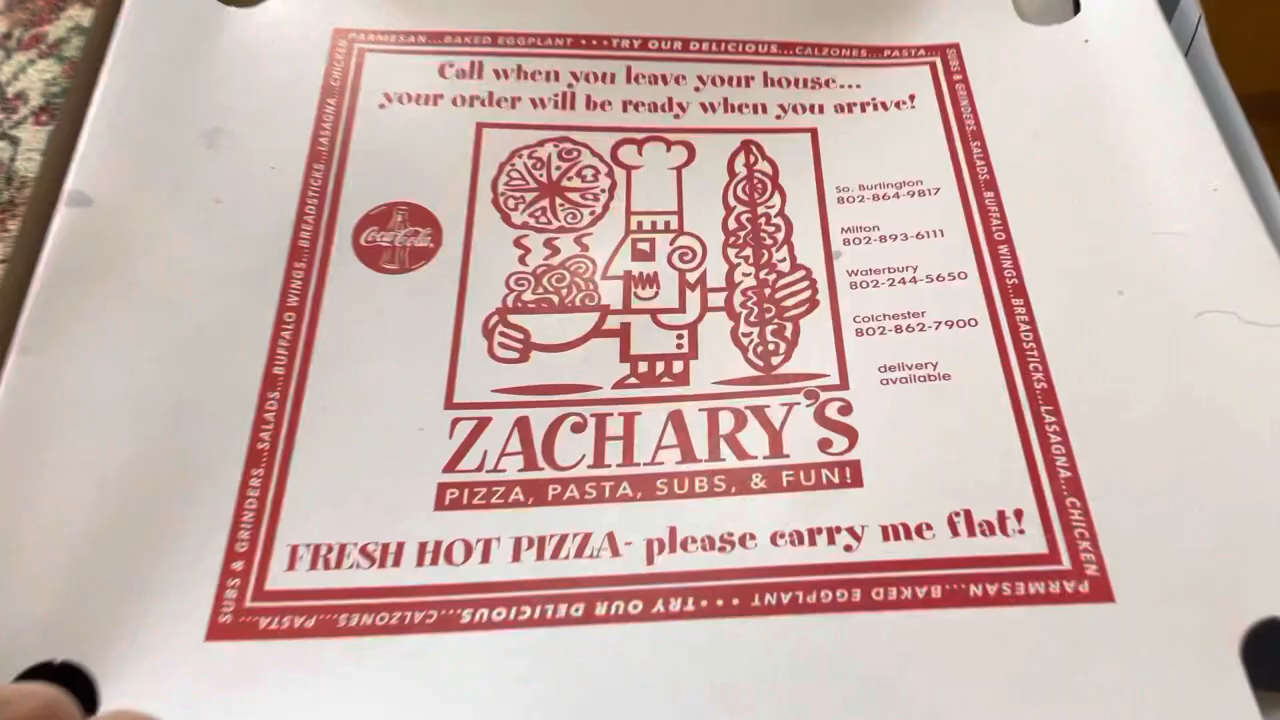 PARMESAN...BAKED EGGPLANT •••TRY OUR DELICIOUS...CALZONES...PASTA...
SUBS & GRINDERS...SALADS...BUFFALO WINGS...BREADSTICKS...LASAGNA...CHICKEN
Call when you leave your house...
your order will be ready when you arrive!
Coca-Cola
So. Burlington
802-864-9817
Milton
802-893-6111
Waterbury
802-244-5650
Colchester
802-862-7900
delivery
available
ZACHARY'S
PIZZA, PASTA, SUBS, & FUN!
FRESH HOT PIZZA- please carry me flat!
SUBS & GRINDERS...SALADS...BUFFALO WINGS...BREADSTICKS...LASAGNA...CHICKEN
PARMESAN...BAKED EGGPLANT •••TRY OUR DELICIOUS...CALZONES...PASTA...